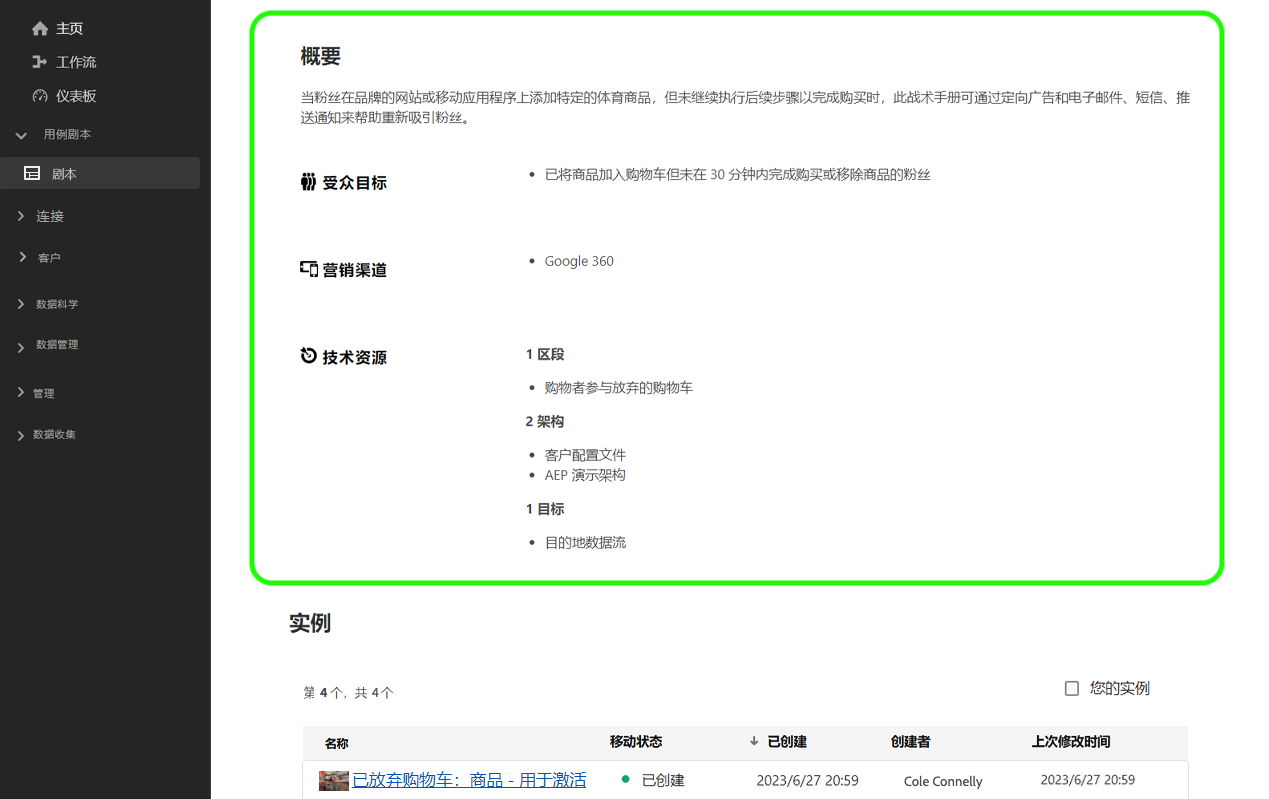 主页
工作流
仪表板
用例剧本
剧本
连接
客户
数据科学
数据管理
管理
数据收集
概要
当粉丝在品牌的网站或移动应用程序上添加特定的体育商品，但未继续执行后续步骤以完成购买时，此战术手册可通过定向广告和电子邮件、短信、推
送通知来帮助重新吸引粉丝。
受众目标
• 已将商品加入购物车但未在 30 分钟内完成购买或移除商品的粉丝
营销渠道
• Google 360
技术资源
1 区段
• 购物者参与放弃的购物车
2 架构
• 客户配置文件
• AEP 演示架构
1 目标
• 目的地数据流
实例
第 4 个，共 4 个
您的实例
名称 移动状态 已创建 创建者 上次修改时间
已放弃购物车：商品 - 用于激活 已创建 2023/6/27 20:59 Cole Connelly 2023/6/27 20:59